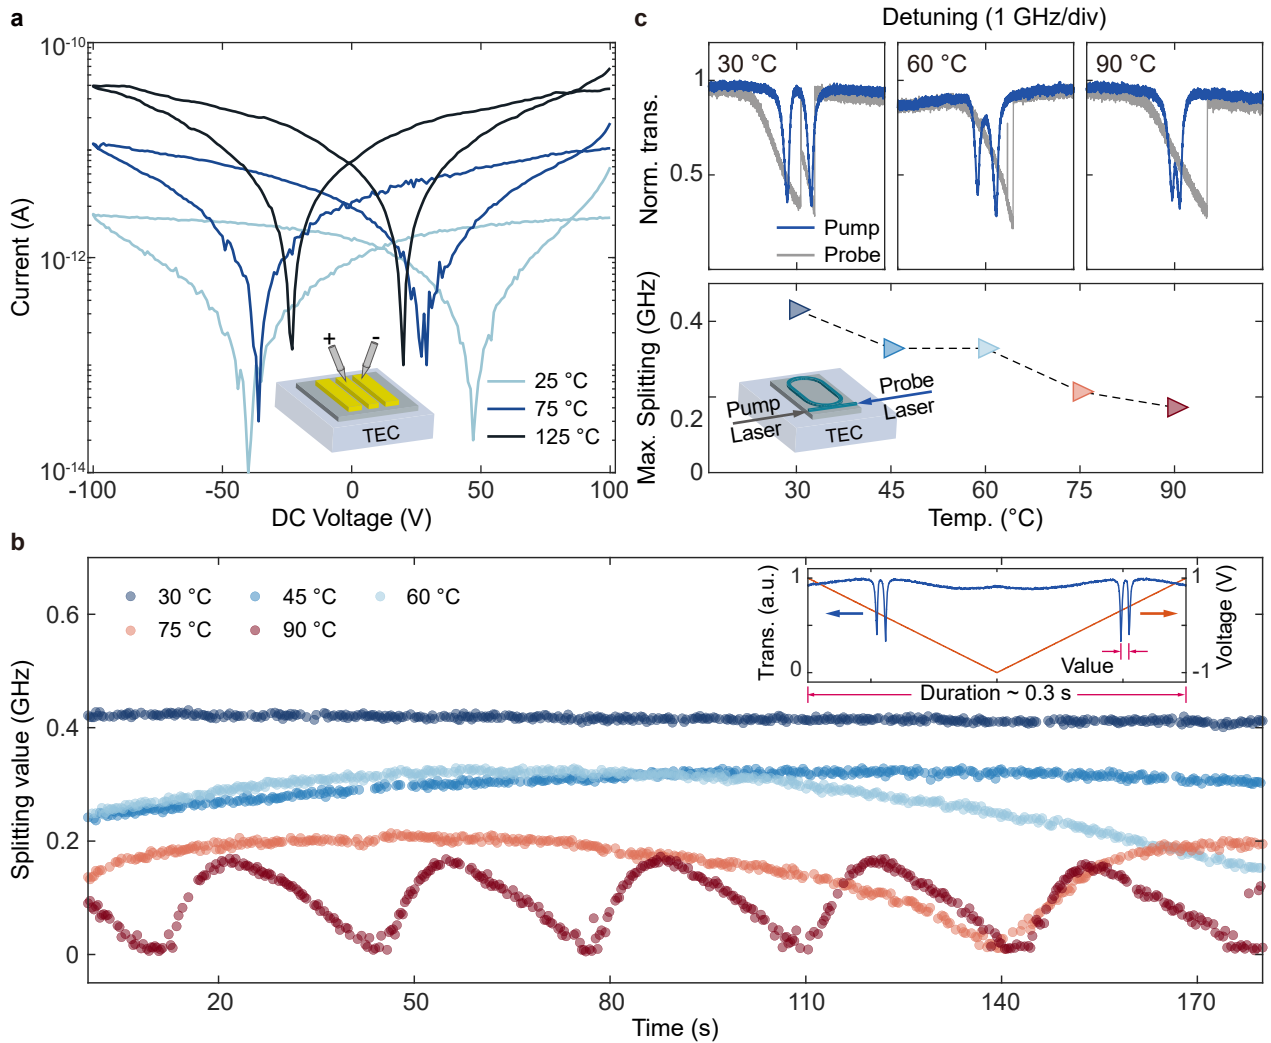 a
10⁻¹⁰
10⁻¹²
10⁻¹⁴
Current (A)
-100
-50
0
50
100
DC Voltage (V)
+
-
TEC
25 °C
75 °C
125 °C
c
Detuning (1 GHz/div)
30 °C
60 °C
90 °C
1
0.5
Norm. trans.
Pump
Probe
0.4
0.2
0
Max. Splitting (GHz)
Pump
Laser
Probe
Laser
TEC
30
45
60
75
90
Temp. (°C)
b
0.6
0.4
0.2
0
Splitting value (GHz)
30 °C
45 °C
60 °C
75 °C
90 °C
1
0
Trans. (a.u.)
1
-1
Voltage (V)
Value
Duration ~ 0.3 s
20
50
80
110
140
170
Time (s)